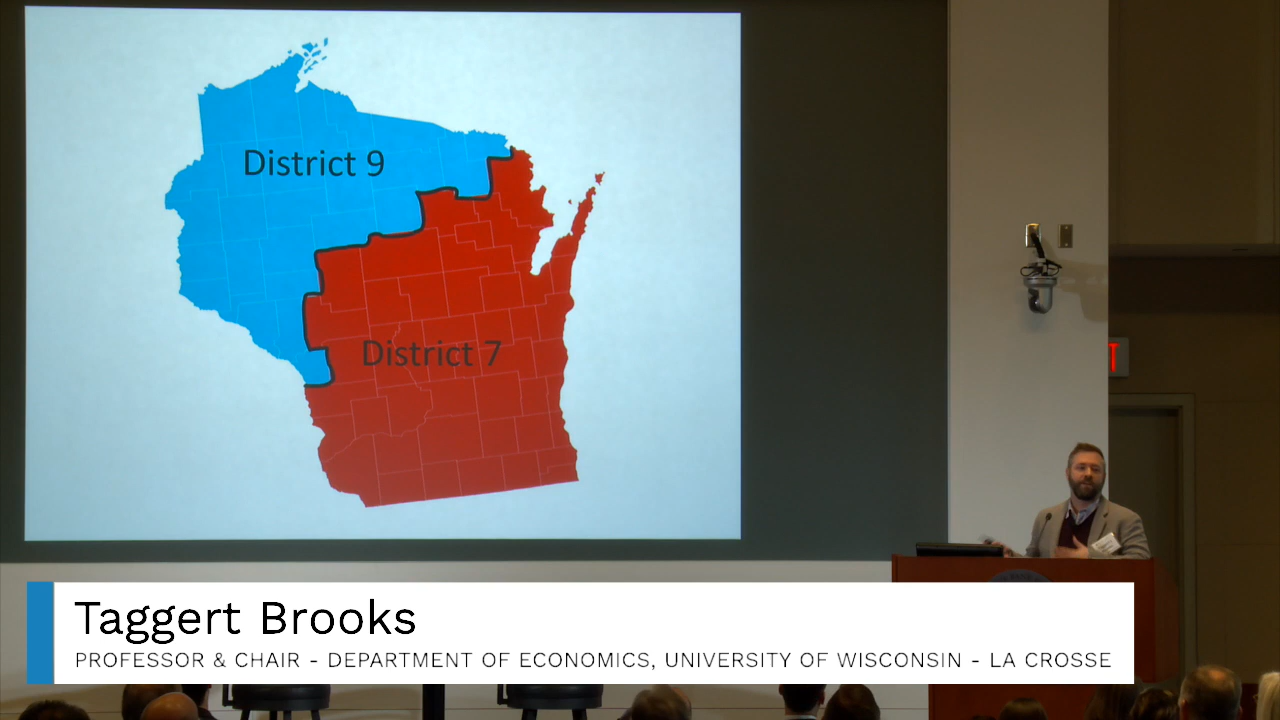 District 9
District 7
Taggert Brooks
PROFESSOR & CHAIR - DEPARTMENT OF ECONOMICS, UNIVERSITY OF WISCONSIN - LA CROSSE